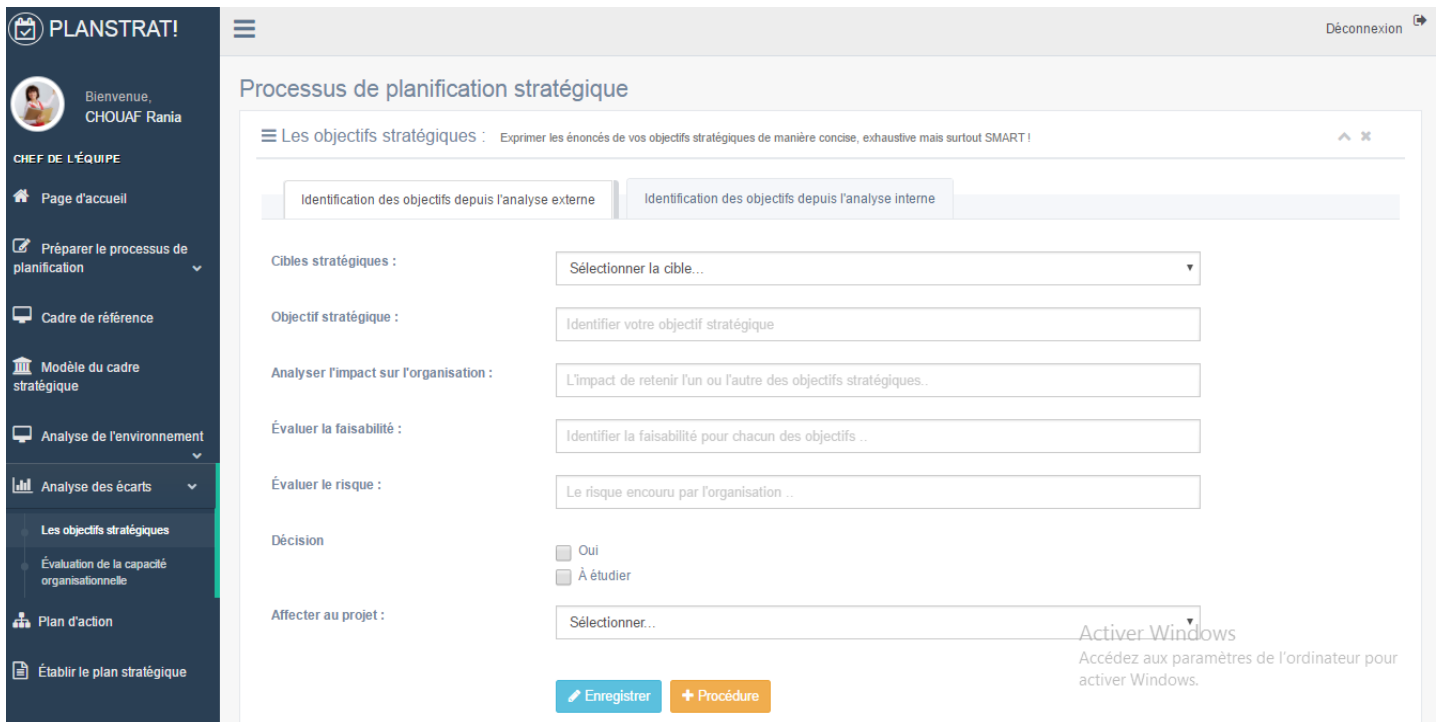 PLANSTRAT!
Déconnexion
Bienvenue,
CHOUAF Rania
CHEF DE L'ÉQUIPE
Page d'accueil
Préparer le processus de
planification
Cadre de référence
Modèle du cadre
stratégique
Analyse de l'environnement
Analyse des écarts
Les objectifs stratégiques
Évaluation de la capacité
organisationnelle
Plan d'action
Établir le plan stratégique
Processus de planification stratégique
Les objectifs stratégiques : Exprimer les énoncés de vos objectifs stratégiques de manière concise, exhaustive mais surtout SMART !
Identification des objectifs depuis l'analyse externe
Identification des objectifs depuis l'analyse interne
Cibles stratégiques :
Sélectionner la cible...
Objectif stratégique :
Identifier votre objectif stratégique
Analyser l'impact sur l'organisation :
L'impact de retenir l'un ou l'autre des objectifs stratégiques..
Évaluer la faisabilité :
Identifier la faisabilité pour chacun des objectifs ..
Évaluer le risque :
Le risque encouru par l'organisation ..
Décision
Oui
À étudier
Affecter au projet :
Sélectionner...
Enregistrer
Procédure
Activer Windows
Accédez aux paramètres de l'ordinateur pour
activer Windows.